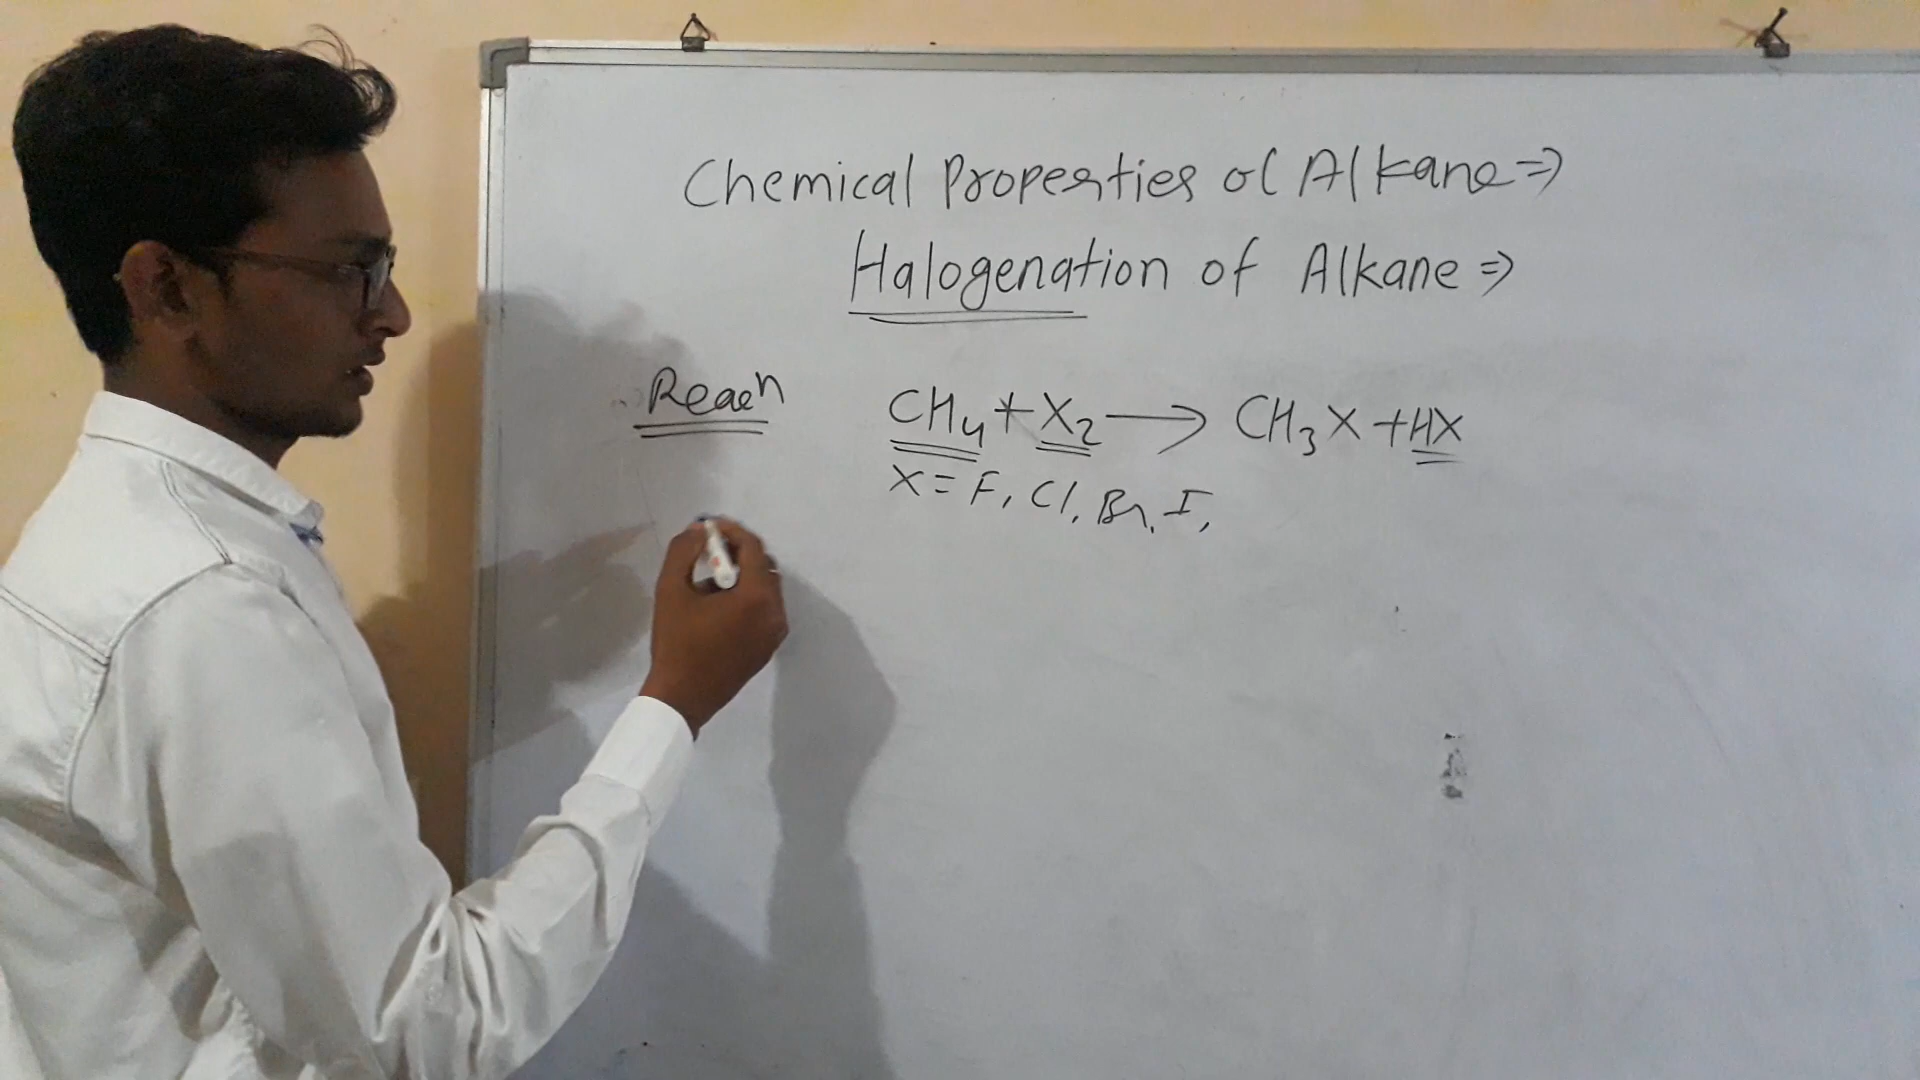 Chemical Properties of Alkane ⇒
Halogenation of Alkane ⇒
Reacⁿ CH₄ + X₂ → CH₃X + HX
X = F, Cl, Br, I,